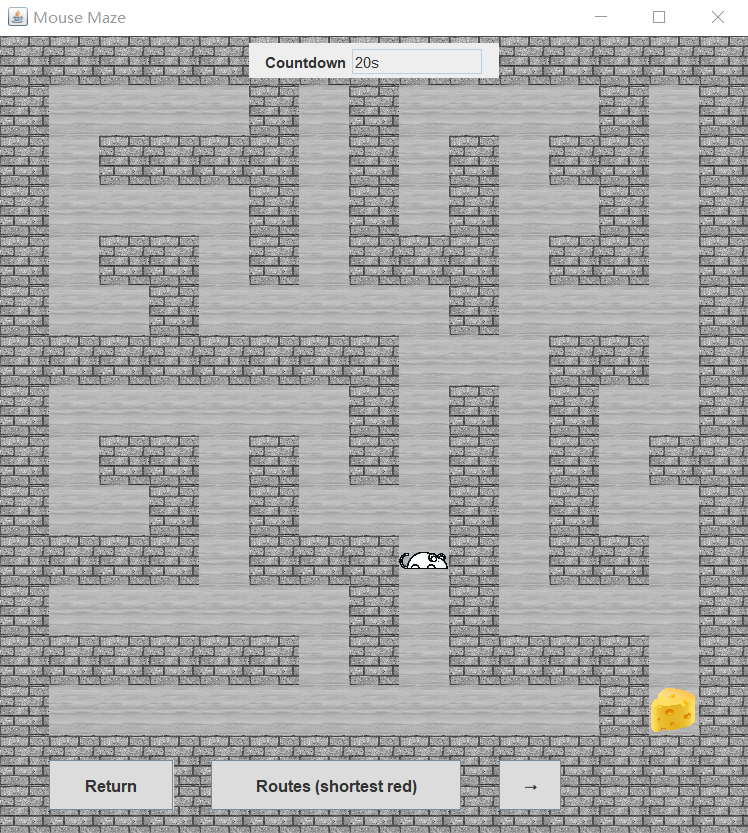 Mouse Maze
Countdown 20s
Return Routes (shortest red) →